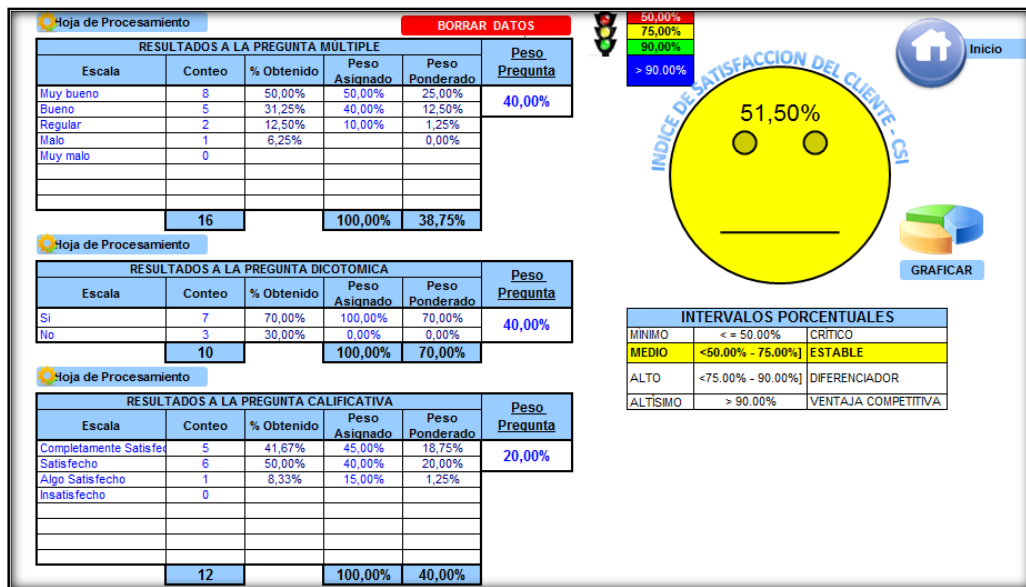 Hoja de Procesamiento
BORRAR DATOS
50,00%
75,00%
90,00%
> 90.00%
Inicio
RESULTADOS A LA PREGUNTA MÚLTIPLE
Peso Pregunta
Escala Conteo % Obtenido Peso Asignado Peso Ponderado
Muy bueno 8 50,00% 50,00% 25,00%
40,00%
Bueno 5 31,25% 40,00% 12,50%
Regular 2 12,50% 10,00% 1,25%
Malo 1 6,25% 0,00%
Muy malo 0
16 100,00% 38,75%
INDICE DE SATISFACCION DEL CLIENTE - CSI
51,50%
GRAFICAR
Hoja de Procesamiento
RESULTADOS A LA PREGUNTA DICOTOMICA
Peso Pregunta
Escala Conteo % Obtenido Peso Asignado Peso Ponderado
Si 7 70,00% 100,00% 70,00%
40,00%
No 3 30,00% 0,00% 0,00%
10 100,00% 70,00%
INTERVALOS PORCENTUALES
MÍNIMO < = 50.00% CRÍTICO
MEDIO <50.00% - 75.00%] ESTABLE
ALTO <75.00% - 90.00%] DIFERENCIADOR
ALTÍSIMO > 90.00% VENTAJA COMPETITIVA
Hoja de Procesamiento
RESULTADOS A LA PREGUNTA CALIFICATIVA
Peso Pregunta
Escala Conteo % Obtenido Peso Asignado Peso Ponderado
Completamente Satisfec 5 41,67% 45,00% 18,75%
20,00%
Satisfecho 6 50,00% 40,00% 20,00%
Algo Satisfecho 1 8,33% 15,00% 1,25%
Insatisfecho 0
12 100,00% 40,00%